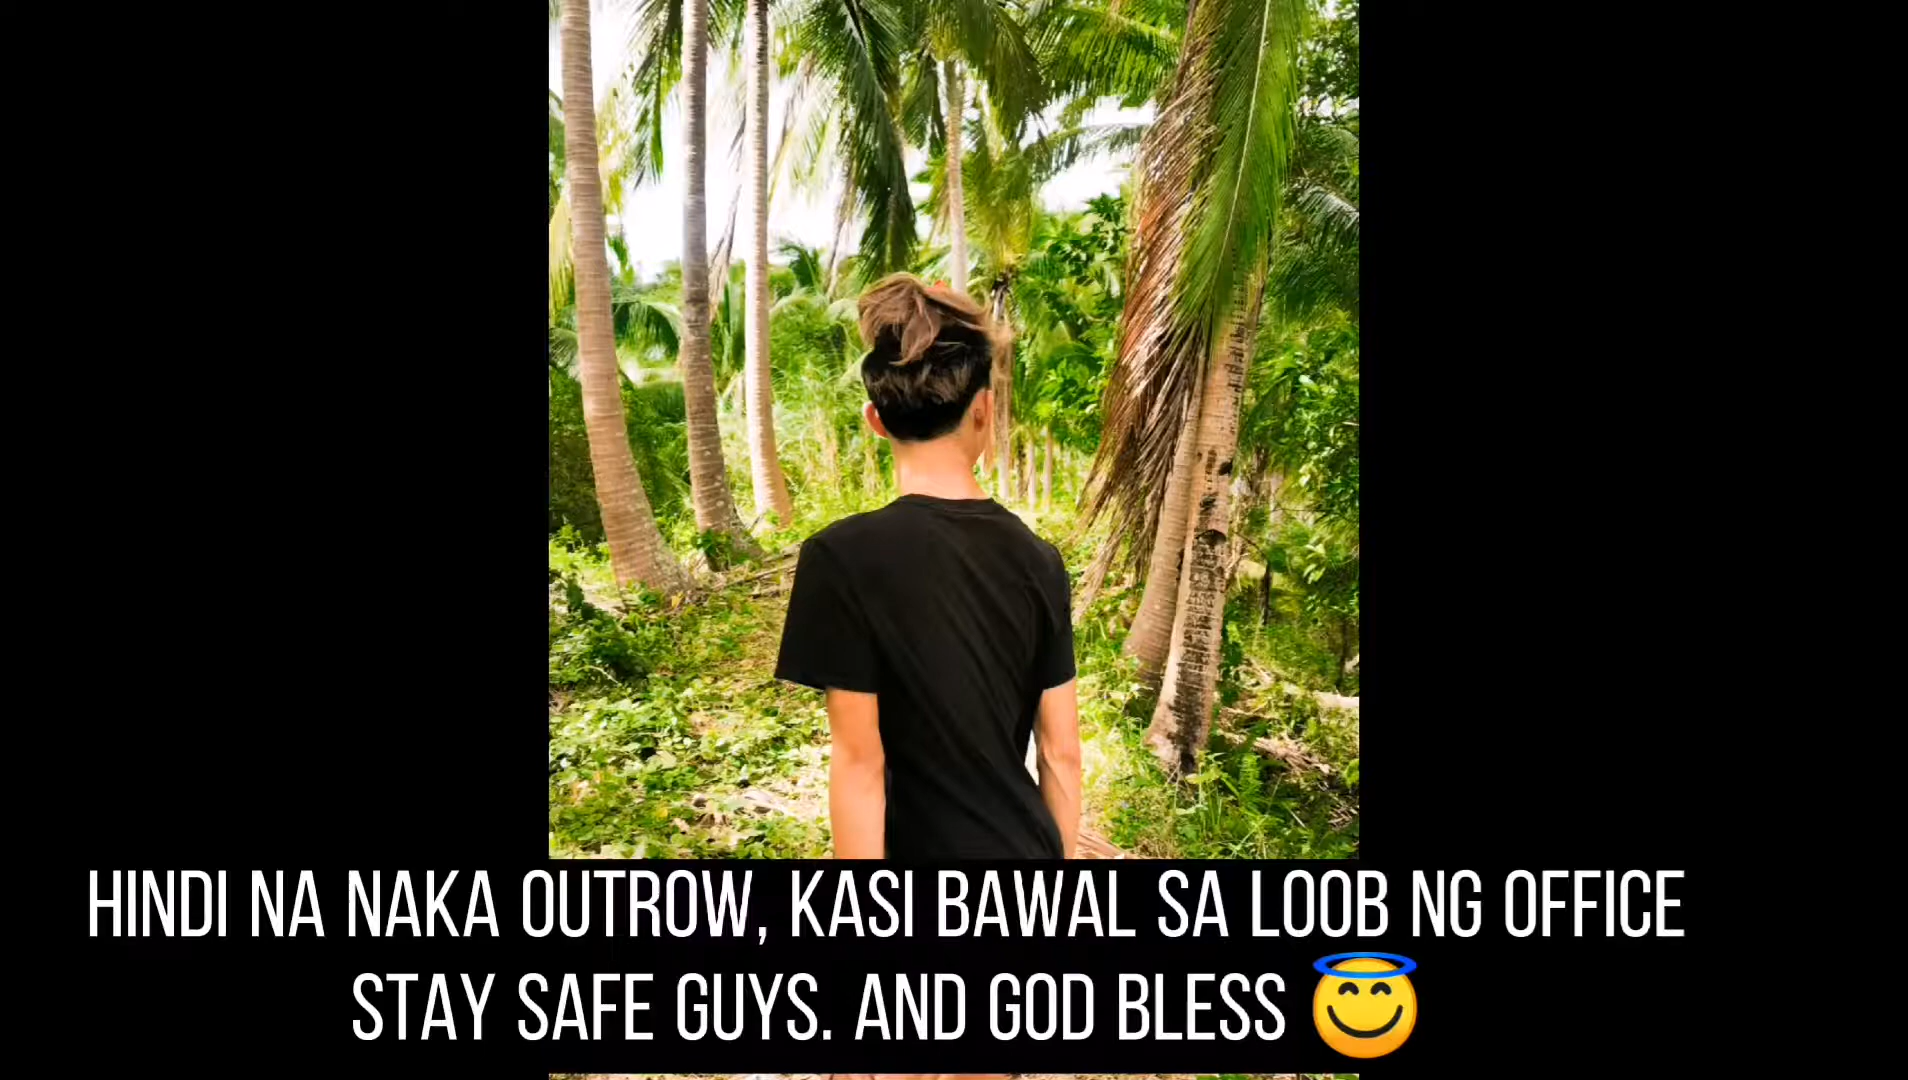 HINDI NA NAKA OUTROW, KASI BAWAL SA LOOB NG OFFICE
STAY SAFE GUYS. AND GOD BLESS 😇